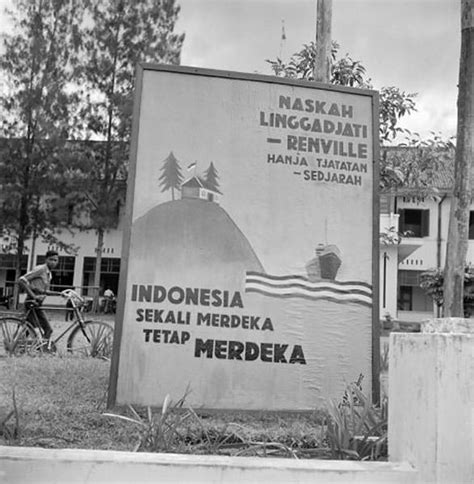 NASKAH
LINGGADJATI
— RENVILLE
HANJA TJATATAN
— SEDJARAH
INDONESIA
SEKALI MERDEKA
TETAP MERDEKA